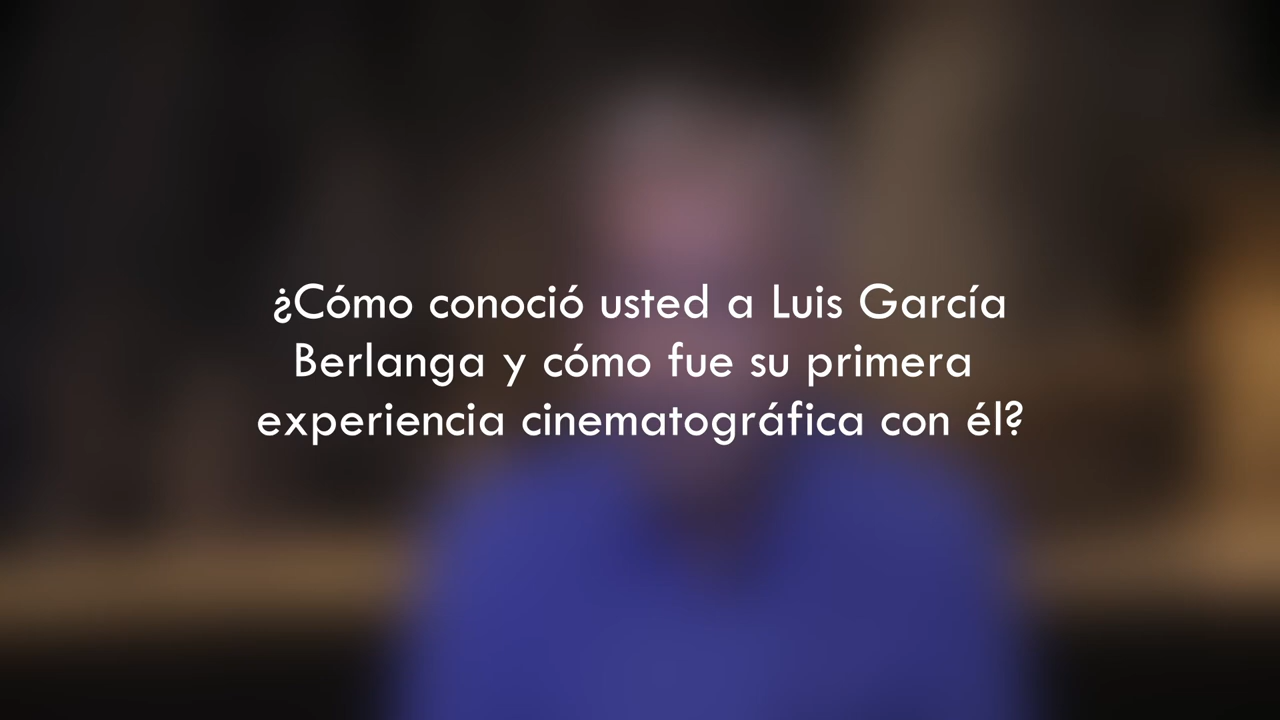 ¿Cómo conoció usted a Luis García
Berlanga y cómo fue su primera
experiencia cinematográfica con él?